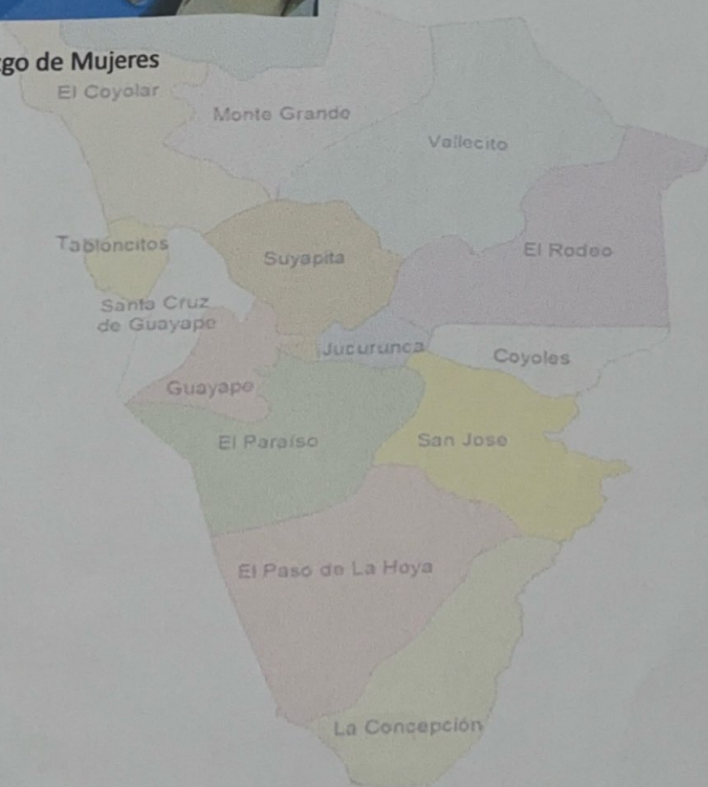 go de Mujeres
El Coyolar
Monte Grande
Vallecito
Tabloncitos
Suyapita
El Rodeo
Santa Cruz
de Guayape
Jucurunca
Coyoles
Guayape
El Paraíso
San Jose
El Paso de La Hoya
La Concepción